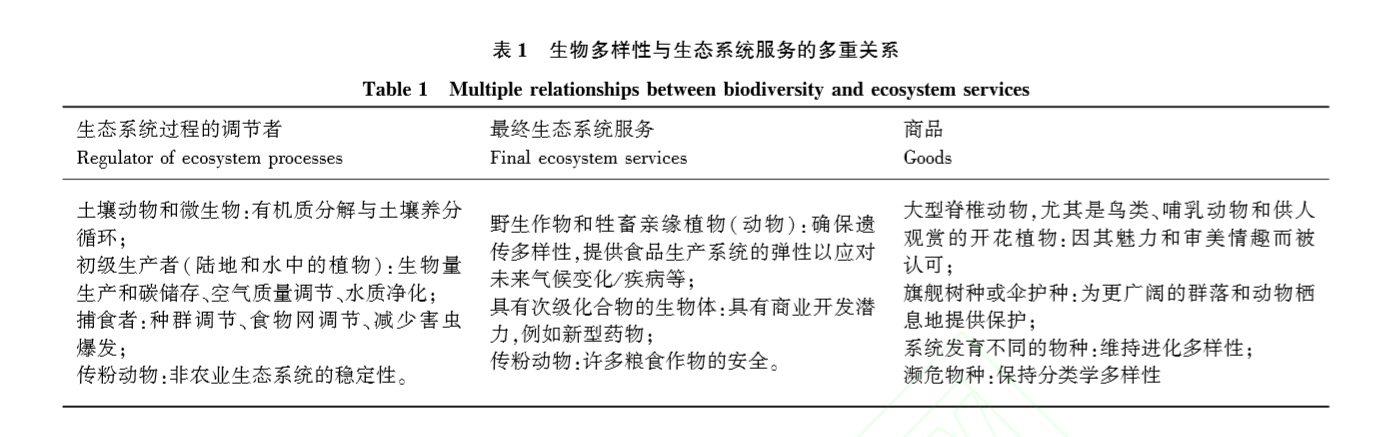 表 1 生物多样性与生态系统服务的多重关系
Table 1 Multiple relationships between biodiversity and ecosystem services
生态系统过程的调节者
Regulator of ecosystem processes
最终生态系统服务
Final ecosystem services
商品
Goods
土壤动物和微生物:有机质分解与土壤养分
循环;
初级生产者(陆地和水中的植物):生物量
生产和碳储存、空气质量调节、水质净化;
捕食者:种群调节、食物网调节、减少害虫
爆发;
传粉动物:非农业生态系统的稳定性。
野生作物和牲畜亲缘植物(动物):确保遗
传多样性,提供食品生产系统的弹性以应对
未来气候变化/疾病等;
具有次级化合物的生物体:具有商业开发潜
力,例如新型药物;
传粉动物:许多粮食作物的安全。
大型脊椎动物,尤其是鸟类、哺乳动物和供人
观赏的开花植物:因其魅力和审美情趣而被
认可;
旗舰树种或伞护种:为更广阔的群落和动物栖
息地提供保护;
系统发育不同的物种:维持进化多样性;
濒危物种:保持分类学多样性